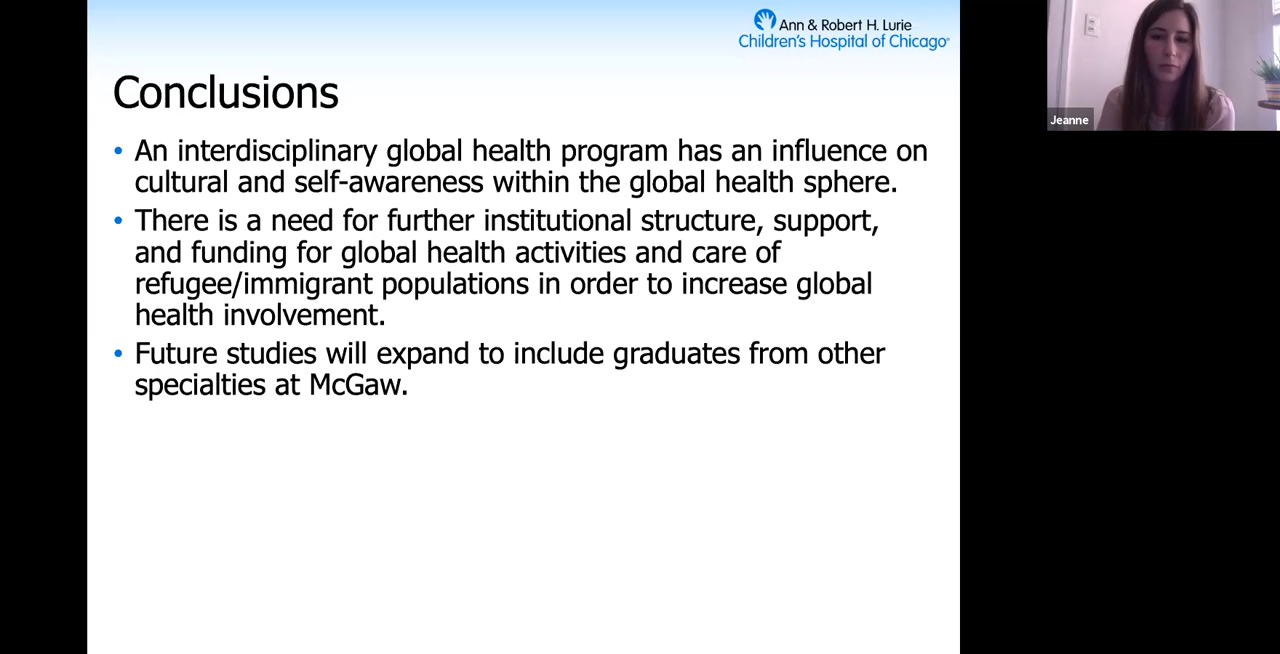 Ann & Robert H. Lurie
Children's Hospital of Chicago
Conclusions
• An interdisciplinary global health program has an influence on
cultural and self-awareness within the global health sphere.
• There is a need for further institutional structure, support,
and funding for global health activities and care of
refugee/immigrant populations in order to increase global
health involvement.
• Future studies will expand to include graduates from other
specialties at McGaw.
Jeanne